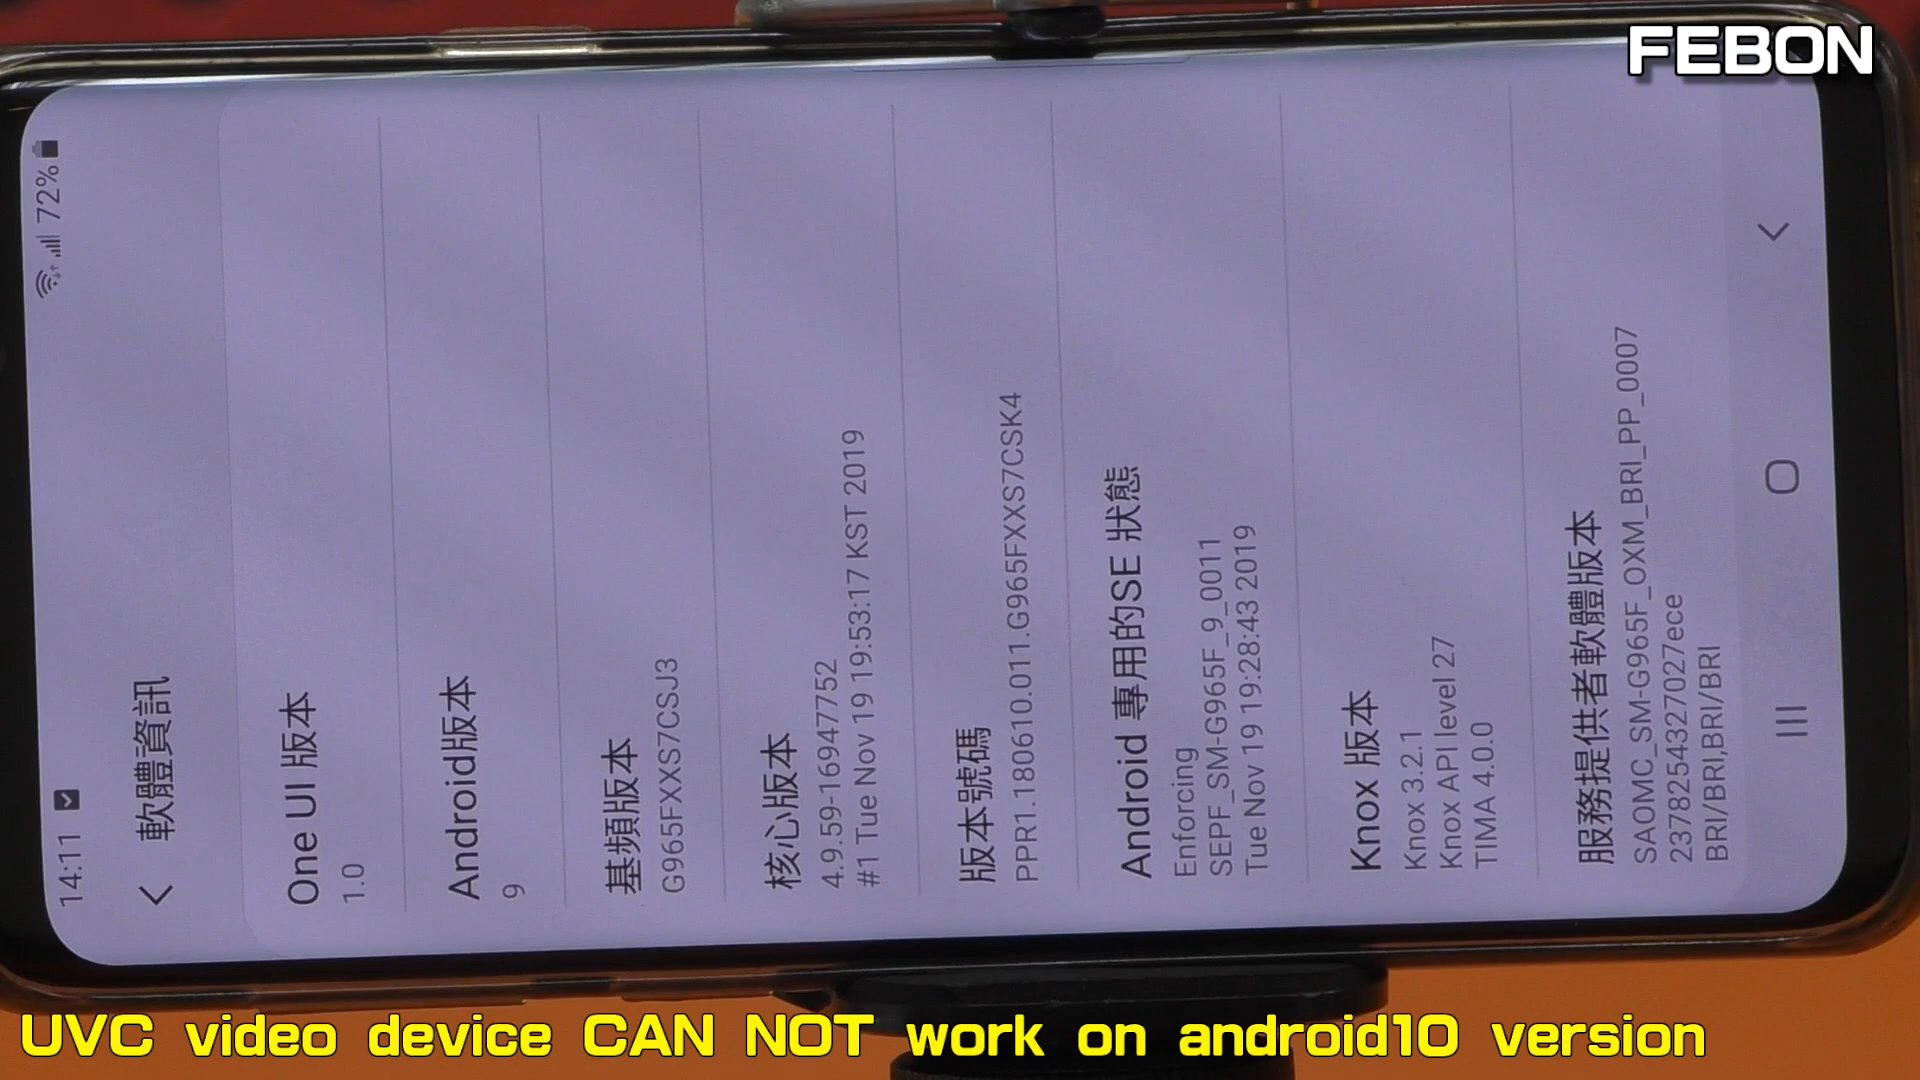 FEBON
14:11
72%
軟體資訊
One UI 版本
1.0
Android版本
9
基頻版本
G965FXXS7CSJ3
核心版本
4.9.59-16947752
#1 Tue Nov 19 19:53:17 KST 2019
版本號碼
PPR1.180610.011.G965FXXS7CSK4
Android 專用的SE 狀態
Enforcing
SEPF_SM-G965F_9_0011
Tue Nov 19 19:28:43 2019
Knox 版本
Knox 3.2.1
Knox API level 27
TIMA 4.0.0
服務提供者軟體版本
SAOMC_SM-G965F_OXM_BRI_PP_0007
2378254327027ece
BRI/BRI,BRI/BRI
UVC video device CAN NOT work on android10 version